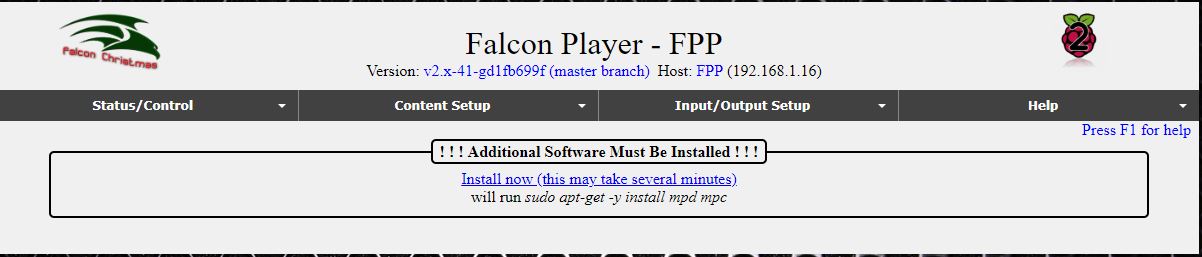 Falcon Christmas
2
Falcon Player - FPP
Version: v2.x-41-gd1fb699f (master branch) Host: FPP (192.168.1.16)
Status/Control Content Setup Input/Output Setup Help
Press F1 for help
! ! ! Additional Software Must Be Installed ! ! !
Install now (this may take several minutes)
will run sudo apt-get -y install mpd mpc